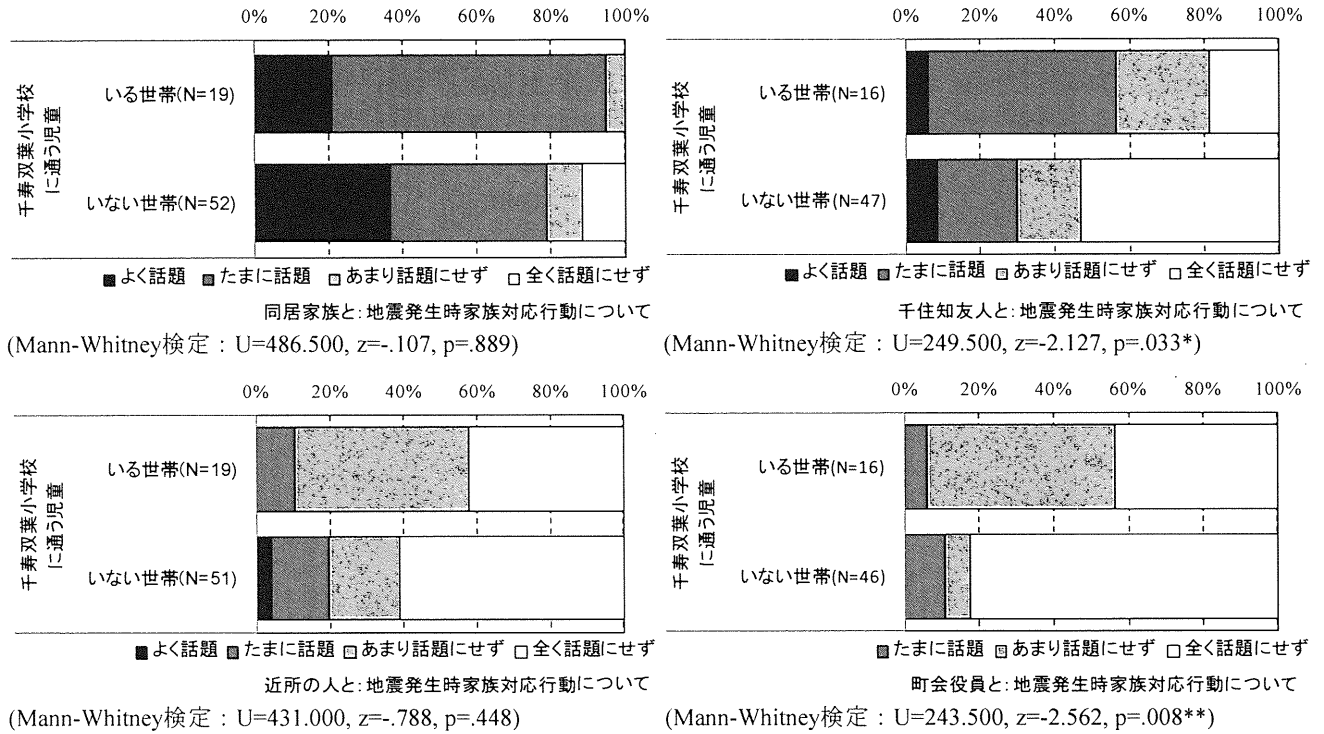 0% 20% 40% 60% 80% 100%
千寿双葉小学校
に通う児童
いる世帯(N=19)
いない世帯(N=52)
■よく話題 ■たまに話題 □あまり話題にせず □全く話題にせず
同居家族と:地震発生時家族対応行動について
(Mann-Whitney検定：U=486.500, z=-.107, p=.889)
0% 20% 40% 60% 80% 100%
千寿双葉小学校
に通う児童
いる世帯(N=16)
いない世帯(N=47)
■よく話題 ■たまに話題 □あまり話題にせず □全く話題にせず
千住知友人と:地震発生時家族対応行動について
(Mann-Whitney検定：U=249.500, z=-2.127, p=.033*)
0% 20% 40% 60% 80% 100%
千寿双葉小学校
に通う児童
いる世帯(N=19)
いない世帯(N=51)
■よく話題 ■たまに話題 □あまり話題にせず □全く話題にせず
近所の人と:地震発生時家族対応行動について
(Mann-Whitney検定：U=431.000, z=-.788, p=.448)
0% 20% 40% 60% 80% 100%
千寿双葉小学校
に通う児童
いる世帯(N=16)
いない世帯(N=46)
■たまに話題 □あまり話題にせず □全く話題にせず
町会役員と:地震発生時家族対応行動について
(Mann-Whitney検定：U=243.500, z=-2.562, p=.008**)